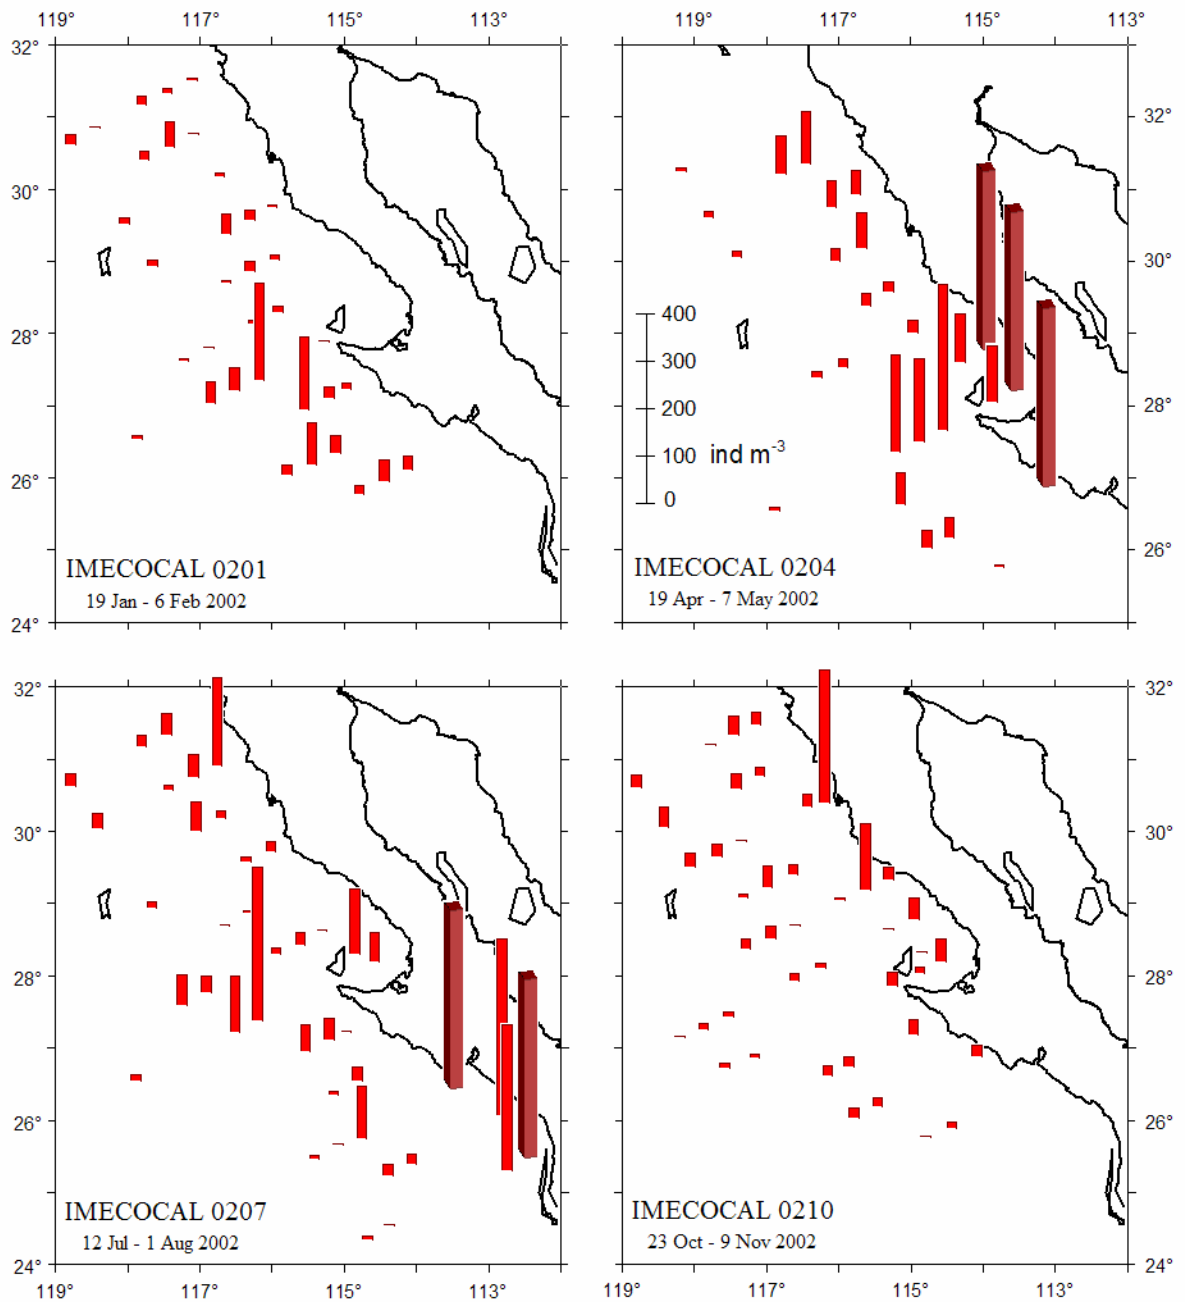 119° 117° 115° 113° 119° 117° 115° 113°
32°
32°
30°
30°
28°
28°
26°
26°
24°
400
300
200
100 ind m-3
0
IMECOCAL 0201
19 Jan - 6 Feb 2002
IMECOCAL 0204
19 Apr - 7 May 2002
32° 32°
30° 30°
28° 28°
26° 26°
24° 24°
IMECOCAL 0207
12 Jul - 1 Aug 2002
IMECOCAL 0210
23 Oct - 9 Nov 2002
119° 117° 115° 113° 119° 117° 115° 113°